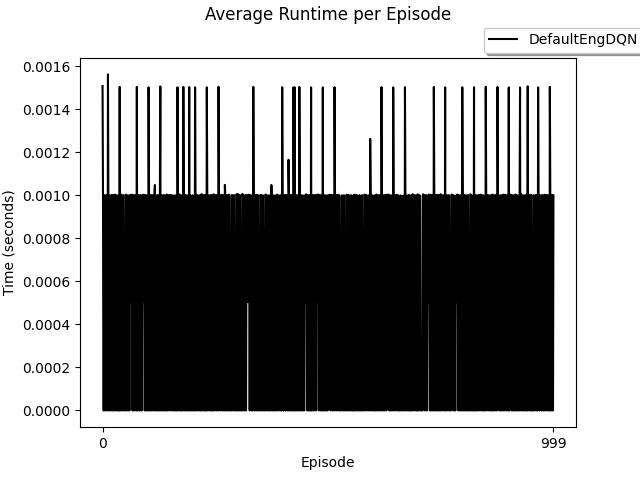 Average Runtime per Episode
DefaultEngDQN
0.0016
0.0014
0.0012
0.0010
0.0008
0.0006
0.0004
0.0002
0.0000
Time (seconds)
0 999
Episode